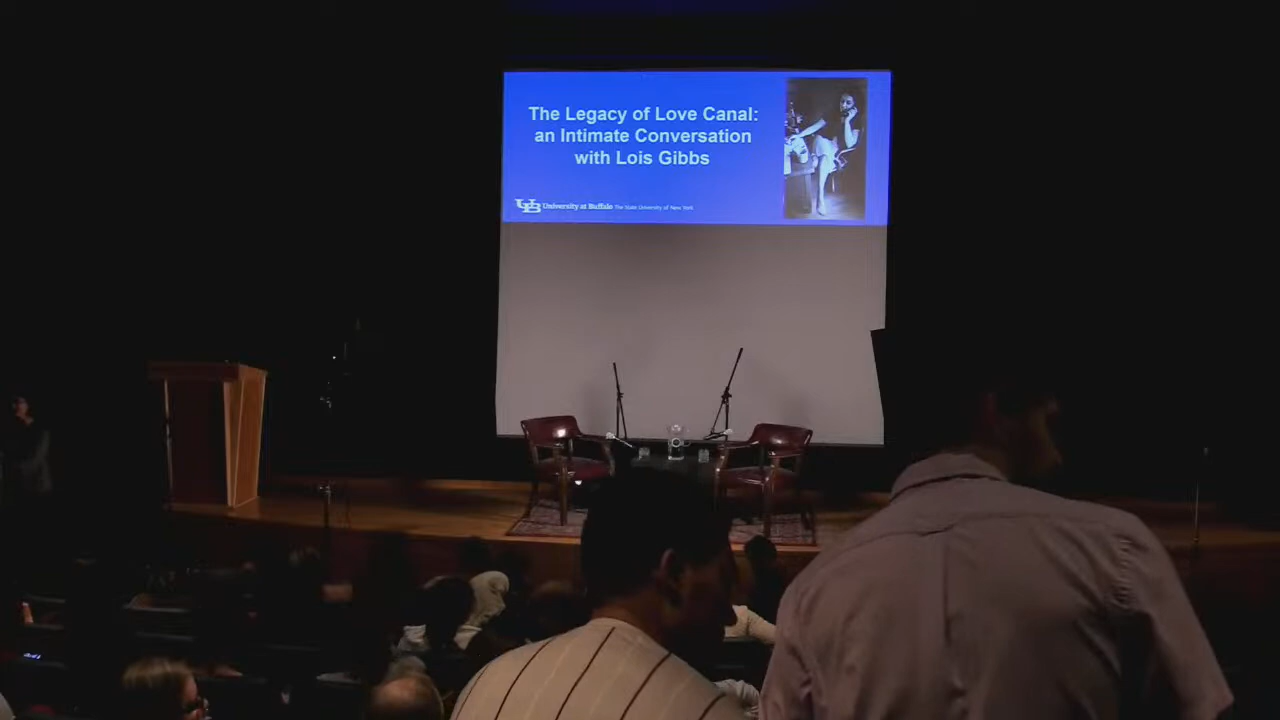 The Legacy of Love Canal:
an Intimate Conversation
with Lois Gibbs
UB University at Buffalo The State University of New York